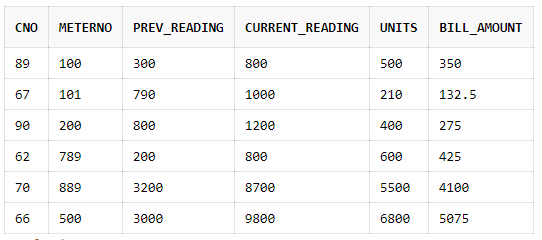 CNO METERNO PREV_READING CURRENT_READING UNITS BILL_AMOUNT
89 100 300 800 500 350
67 101 790 1000 210 132.5
90 200 800 1200 400 275
62 789 200 800 600 425
70 889 3200 8700 5500 4100
66 500 3000 9800 6800 5075